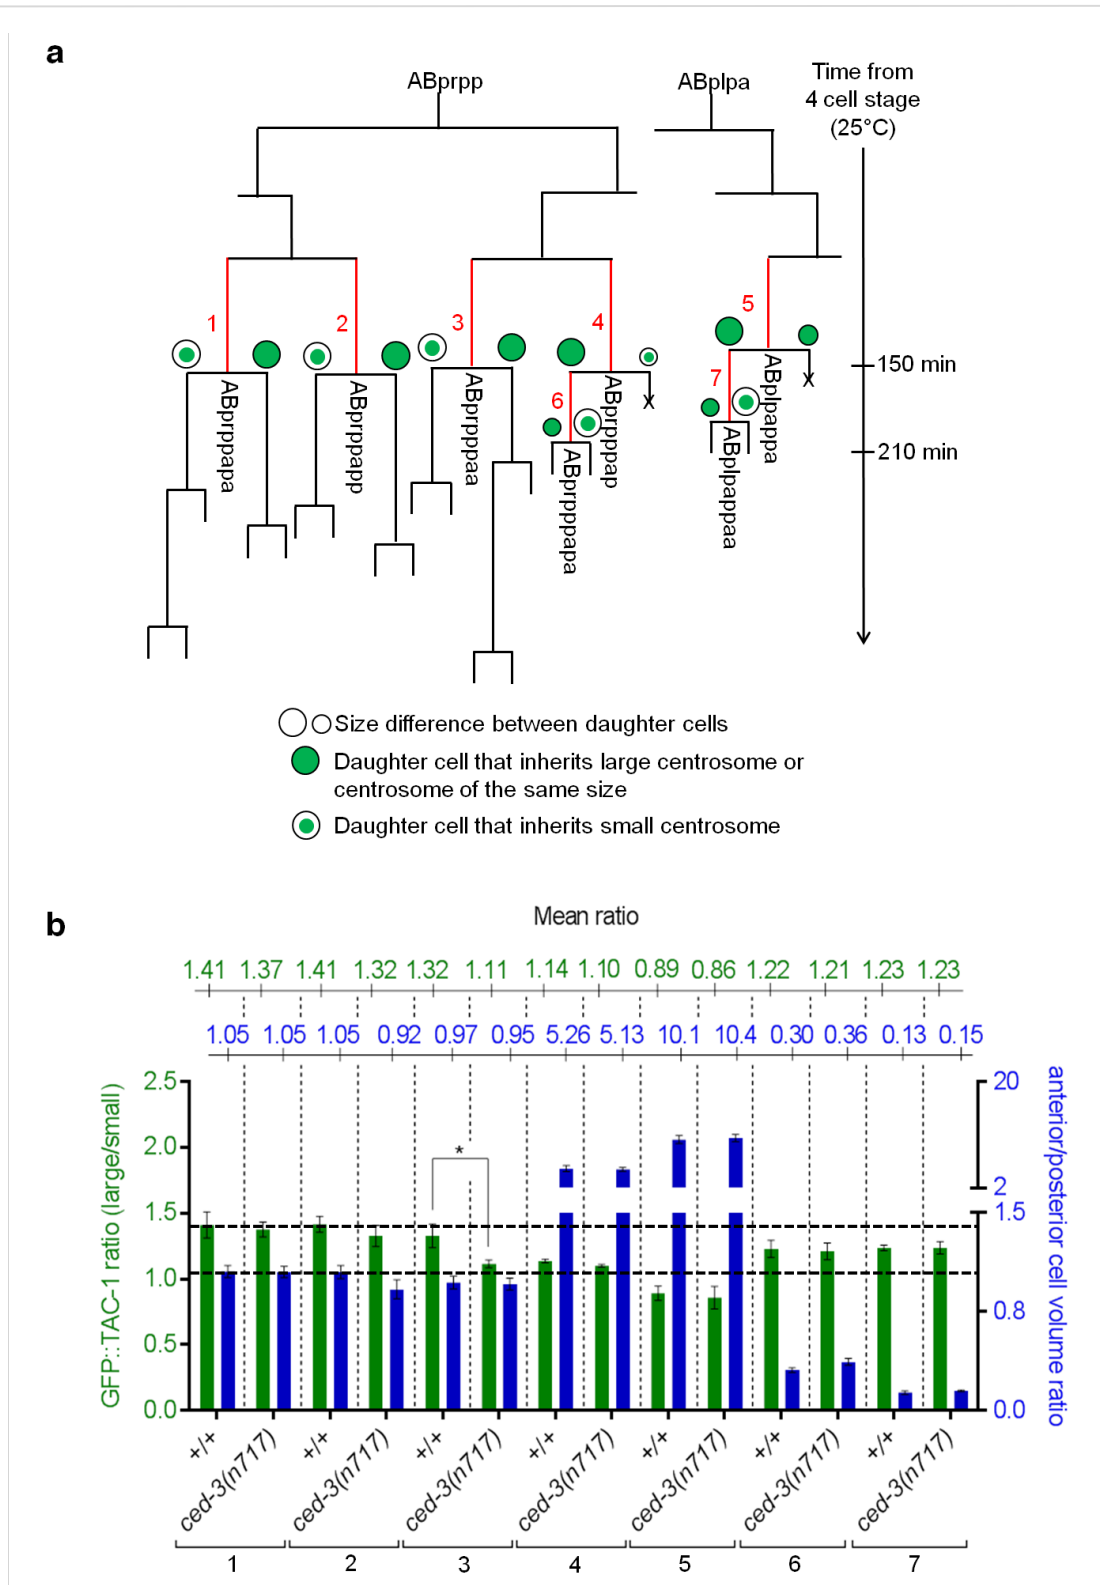 a
ABprpp
ABplpa
Time from
4 cell stage
(25°C)
1
2
3
4
5
6
7
ABprppapa
ABprppapp
ABprpppaa
ABprpppap
ABprpppapa
ABplpappa
ABplpappaa
X
X
150 min
210 min
Size difference between daughter cells
Daughter cell that inherits large centrosome or
centrosome of the same size
Daughter cell that inherits small centrosome
b
Mean ratio
1.41 1.37 1.41 1.32 1.32 1.11 1.14 1.10 0.89 0.86 1.22 1.21 1.23 1.23
1.05 1.05 1.05 0.92 0.97 0.95 5.26 5.13 10.1 10.4 0.30 0.36 0.13 0.15
GFP::TAC-1 ratio (large/small)
2.5
2.0
1.5
1.0
0.5
0.0
*
20
2
1.5
0.8
0.0
anterior/posterior cell volume ratio
+/+ ced-3(n717) +/+ ced-3(n717) +/+ ced-3(n717) +/+ ced-3(n717) +/+ ced-3(n717) +/+ ced-3(n717) +/+ ced-3(n717)
1 2 3 4 5 6 7